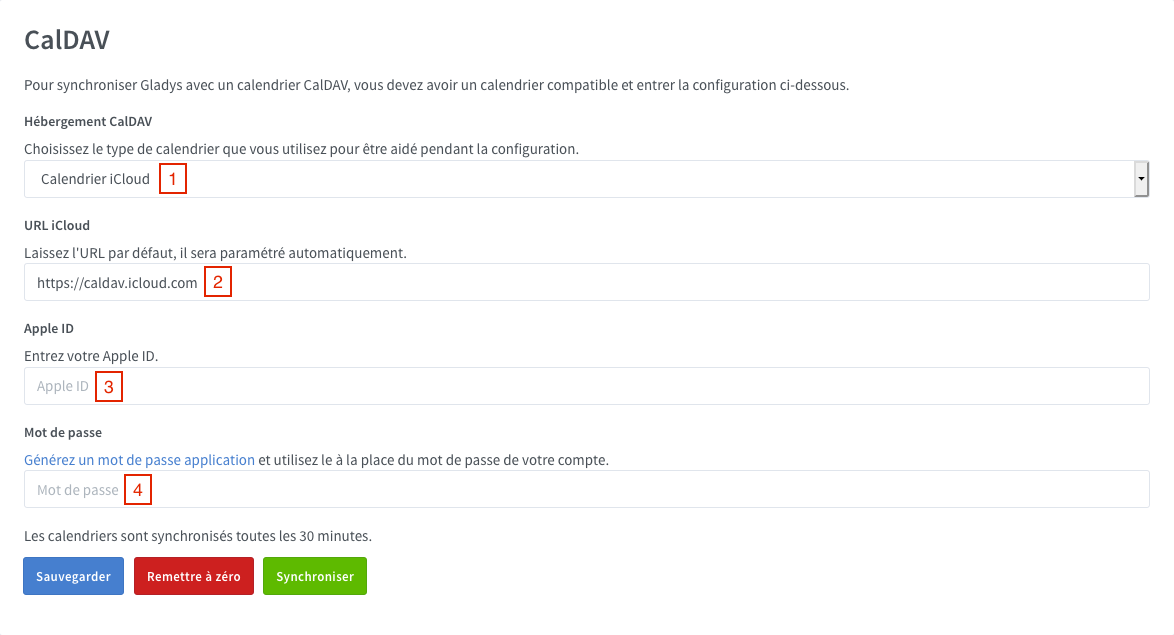 CalDAV
Pour synchroniser Gladys avec un calendrier CalDAV, vous devez avoir un calendrier compatible et entrer la configuration ci-dessous.
Hébergement CalDAV
Choisissez le type de calendrier que vous utilisez pour être aidé pendant la configuration.
Calendrier iCloud 1
URL iCloud
Laissez l'URL par défaut, il sera paramétré automatiquement.
https://caldav.icloud.com 2
Apple ID
Entrez votre Apple ID.
Apple ID 3
Mot de passe
Générez un mot de passe application et utilisez le à la place du mot de passe de votre compte.
Mot de passe 4
Les calendriers sont synchronisés toutes les 30 minutes.
Sauvegarder Remettre à zéro Synchroniser